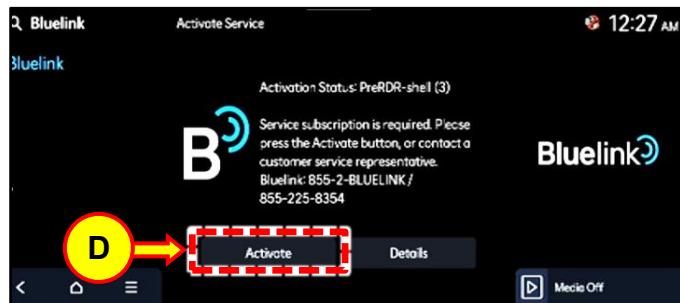 Bluelink
Activate Service
12:27 AM
Bluelink
Activation Status: PreRDR-shell (3)
B
Service subscription is required. Please
press the Activate button, or contact a
customer service representative.
Bluelink: 855-2-BLUELINK /
855-225-8354
Bluelink
D
Activate
Details
Media Off